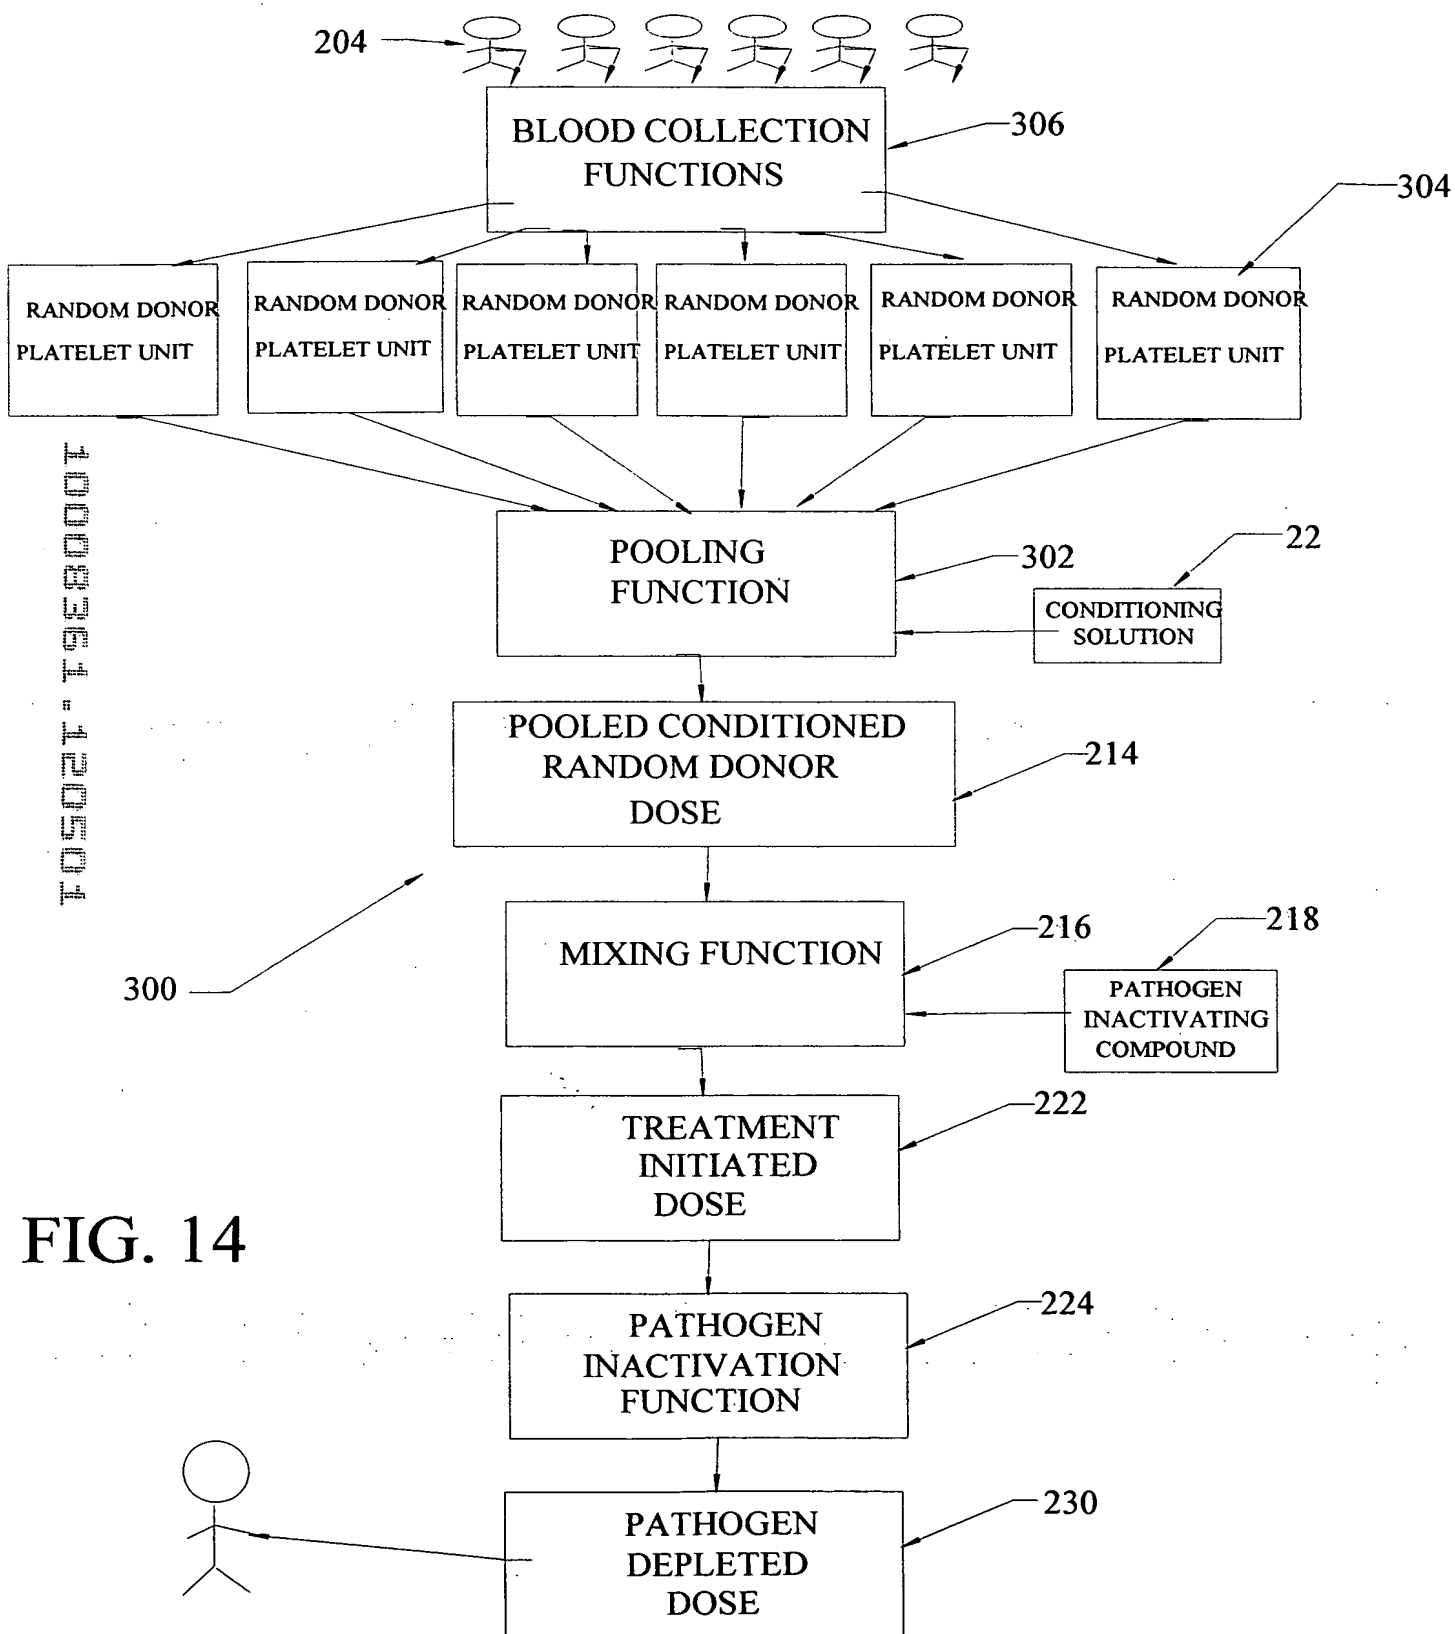 204
BLOOD COLLECTION
FUNCTIONS
306
304
RANDOM DONOR
PLATELET UNIT
RANDOM DONOR
PLATELET UNIT
RANDOM DONOR
PLATELET UNIT
RANDOM DONOR
PLATELET UNIT
RANDOM DONOR
PLATELET UNIT
RANDOM DONOR
PLATELET UNIT
10008361.120501
POOLING
FUNCTION
302
22
CONDITIONING
SOLUTION
POOLED CONDITIONED
RANDOM DONOR
DOSE
214
300
MIXING FUNCTION
216
218
PATHOGEN
INACTIVATING
COMPOUND
TREATMENT
INITIATED
DOSE
222
FIG. 14
PATHOGEN
INACTIVATION
FUNCTION
224
PATHOGEN
DEPLETED
DOSE
230